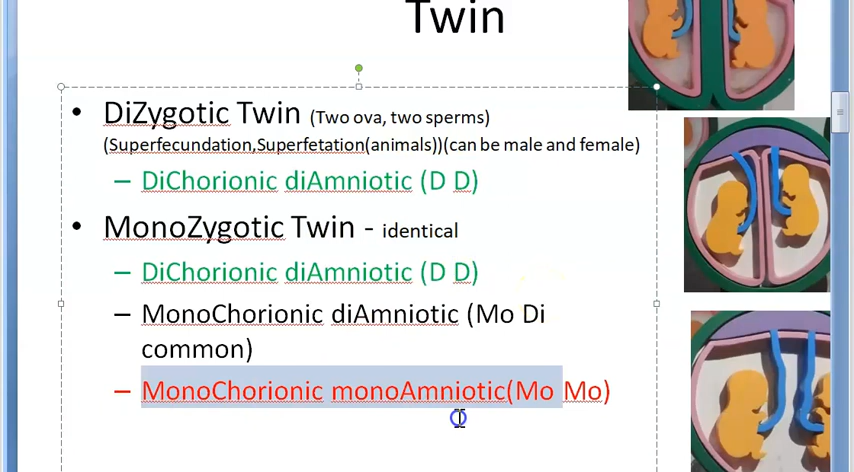 Twin
• DiZygotic Twin (Two ova, two sperms)
(Superfecundation,Superfetation(animals))(can be male and female)
– DiChorionic diAmniotic (D D)
• MonoZygotic Twin - identical
– DiChorionic diAmniotic (D D)
– MonoChorionic diAmniotic (Mo Di
common)
– MonoChorionic monoAmniotic(Mo Mo)